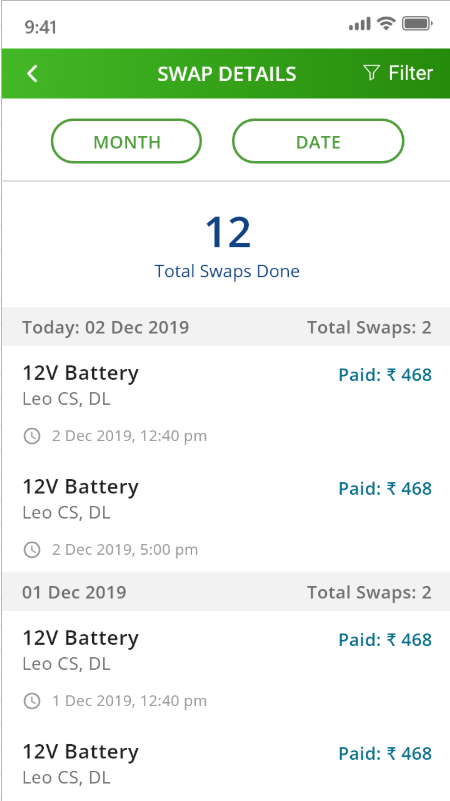 9:41
SWAP DETAILS Filter
MONTH DATE
12
Total Swaps Done
Today: 02 Dec 2019 Total Swaps: 2
12V Battery Paid: ₹ 468
Leo CS, DL
2 Dec 2019, 12:40 pm
12V Battery Paid: ₹ 468
Leo CS, DL
2 Dec 2019, 5:00 pm
01 Dec 2019 Total Swaps: 2
12V Battery Paid: ₹ 468
Leo CS, DL
1 Dec 2019, 12:40 pm
12V Battery Paid: ₹ 468
Leo CS, DL